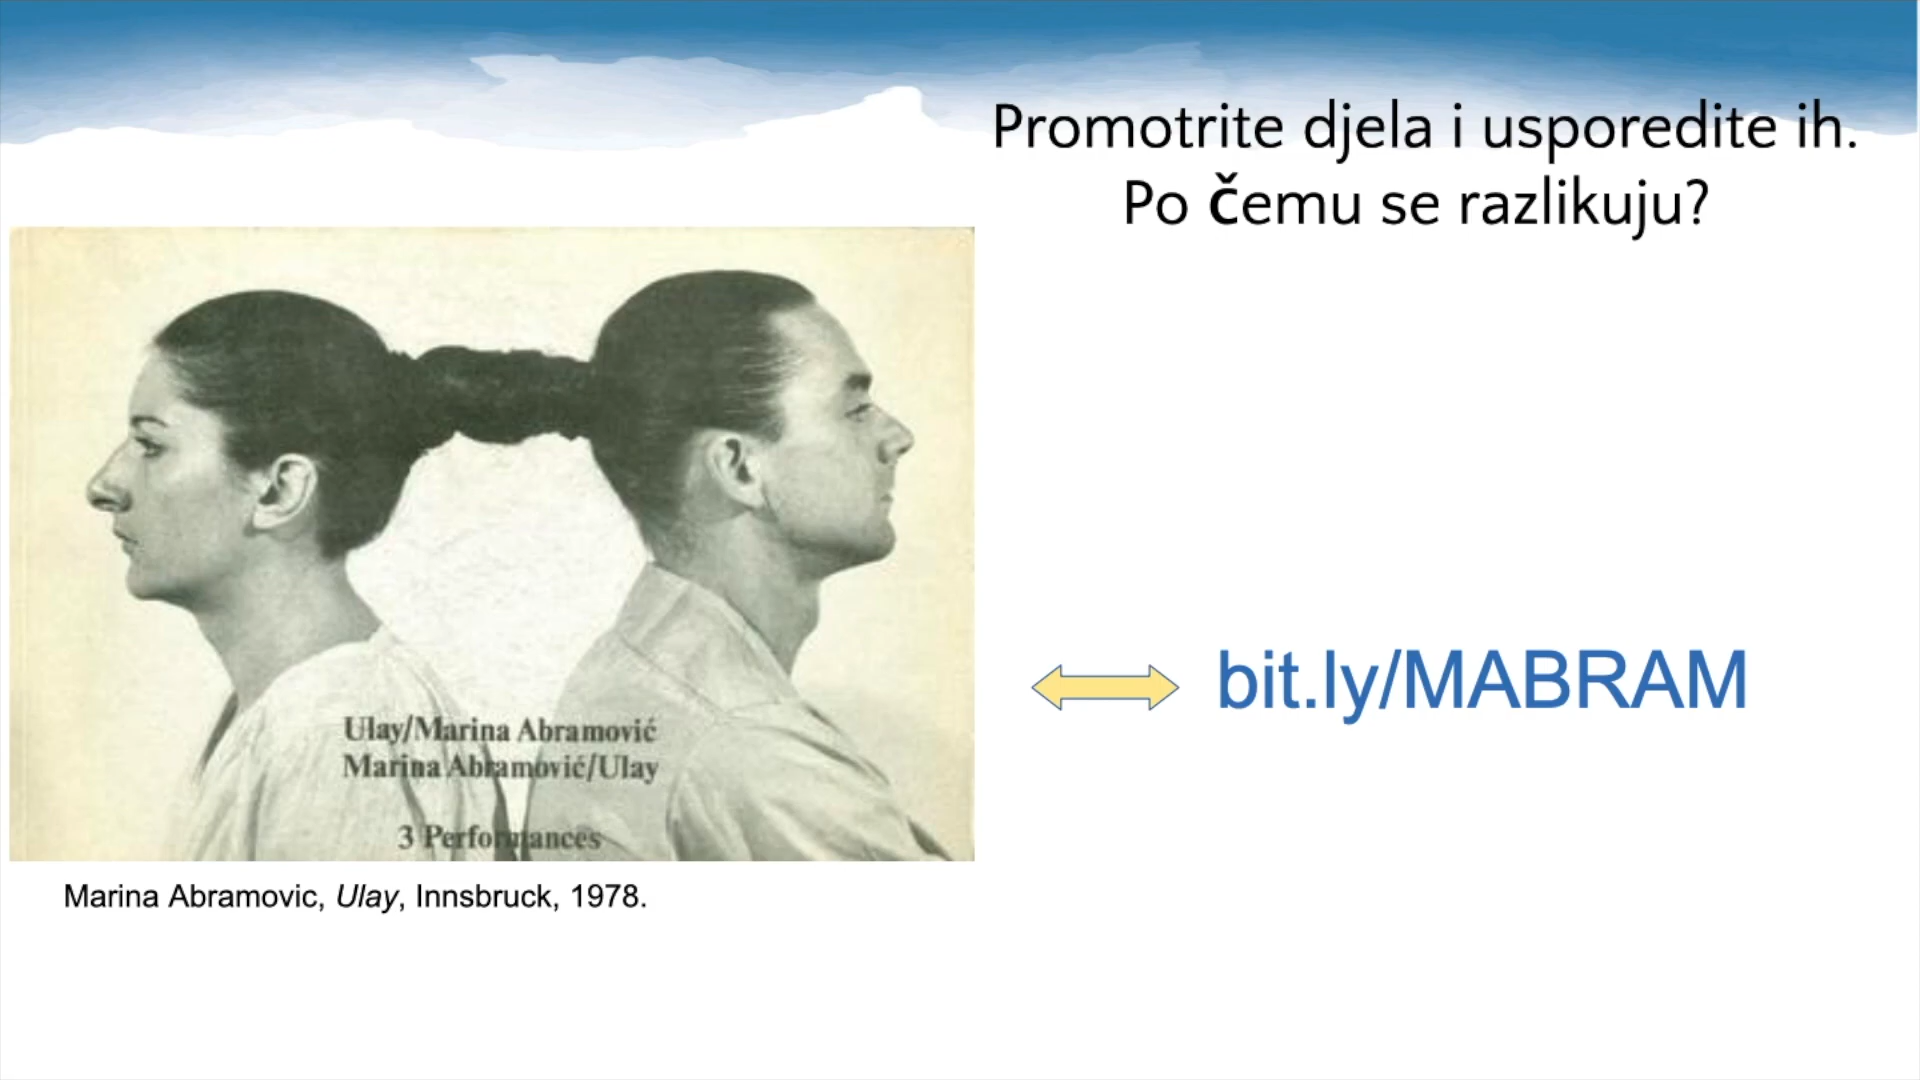 Promotrite djela i usporedite ih.
Po čemu se razlikuju?
Ulay/Marina Abramović
Marina Abramović/Ulay
3 Performances
bit.ly/MABRAM
Marina Abramovic, Ulay, Innsbruck, 1978.